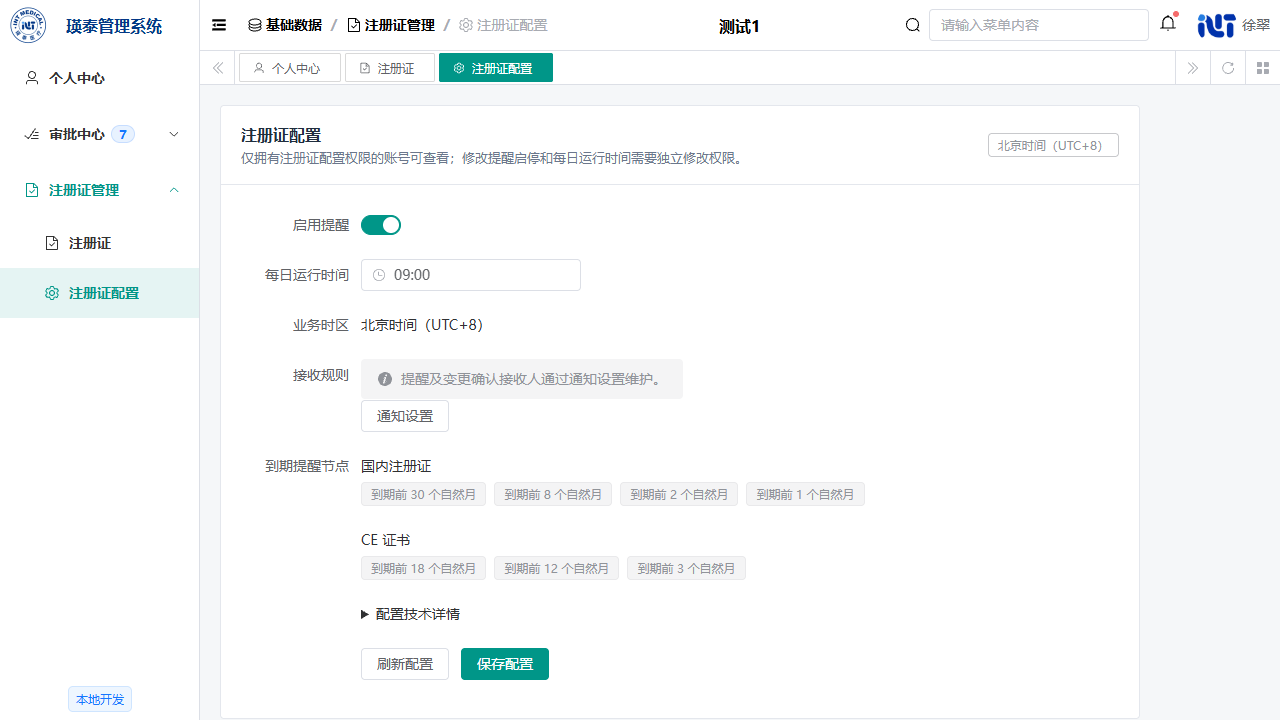 瑛泰管理系统
基础数据 / 注册证管理 / 注册证配置
测试1
请输入菜单内容
徐翠
个人中心
注册证
注册证配置
个人中心
审批中心 7
注册证管理
注册证
注册证配置
本地开发
注册证配置
仅拥有注册证配置权限的账号可查看；修改提醒启停和每日运行时间需要独立修改权限。
北京时间（UTC+8）
启用提醒
每日运行时间 09:00
业务时区 北京时间（UTC+8）
接收规则 提醒及变更确认接收人通过通知设置维护。
通知设置
到期提醒节点 国内注册证
到期前 30 个自然月 到期前 8 个自然月 到期前 2 个自然月 到期前 1 个自然月
CE 证书
到期前 18 个自然月 到期前 12 个自然月 到期前 3 个自然月
配置技术详情
刷新配置 保存配置